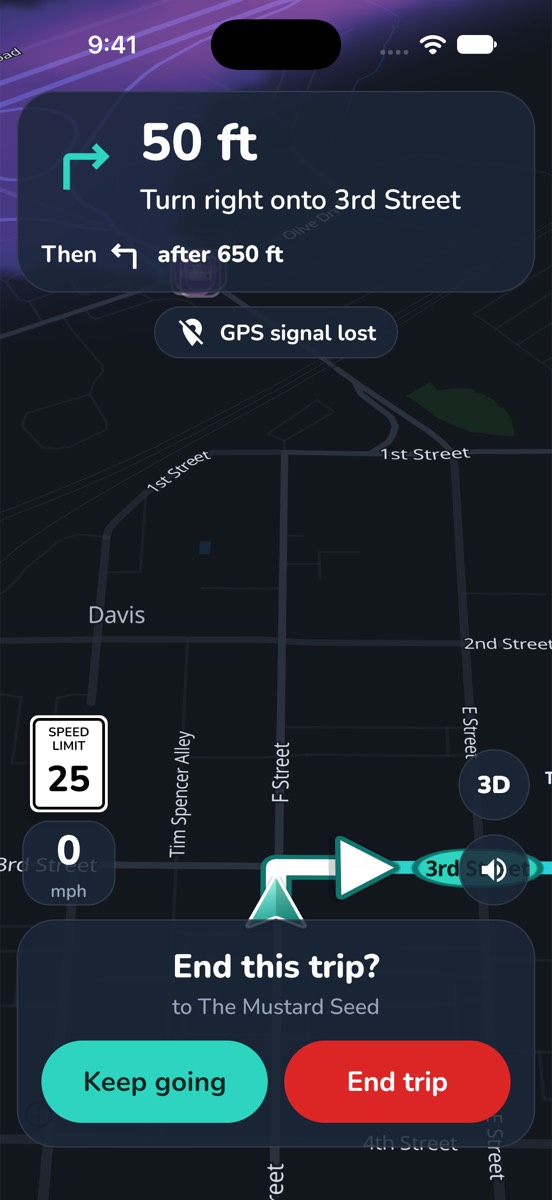 9:41
50 ft
Turn right onto 3rd Street
Then
after 650 ft
GPS signal lost
1st Street
1st Street
Davis
2nd Street
SPEED
LIMIT
25
E Street
3D
Tim Spencer Alley
F Street
0
mph
3rd Street
3rd Street
End this trip?
to The Mustard Seed
Keep going
End trip
4th Street
E Street